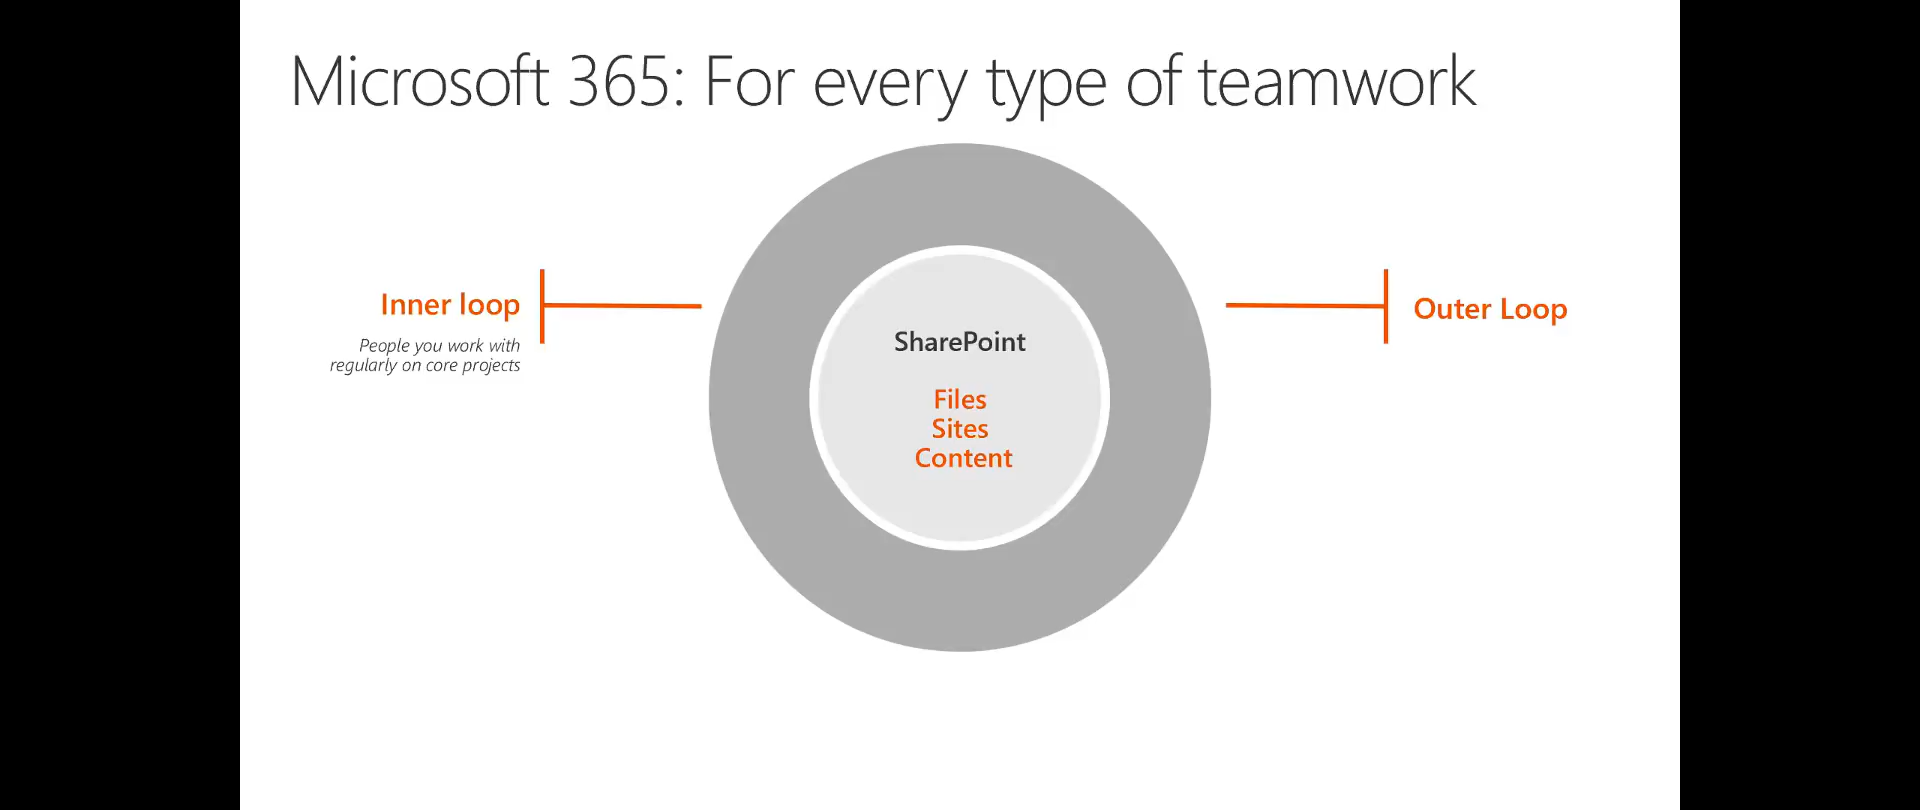 Microsoft 365: For every type of teamwork
Inner loop
People you work with
regularly on core projects
SharePoint
Files
Sites
Content
Outer Loop